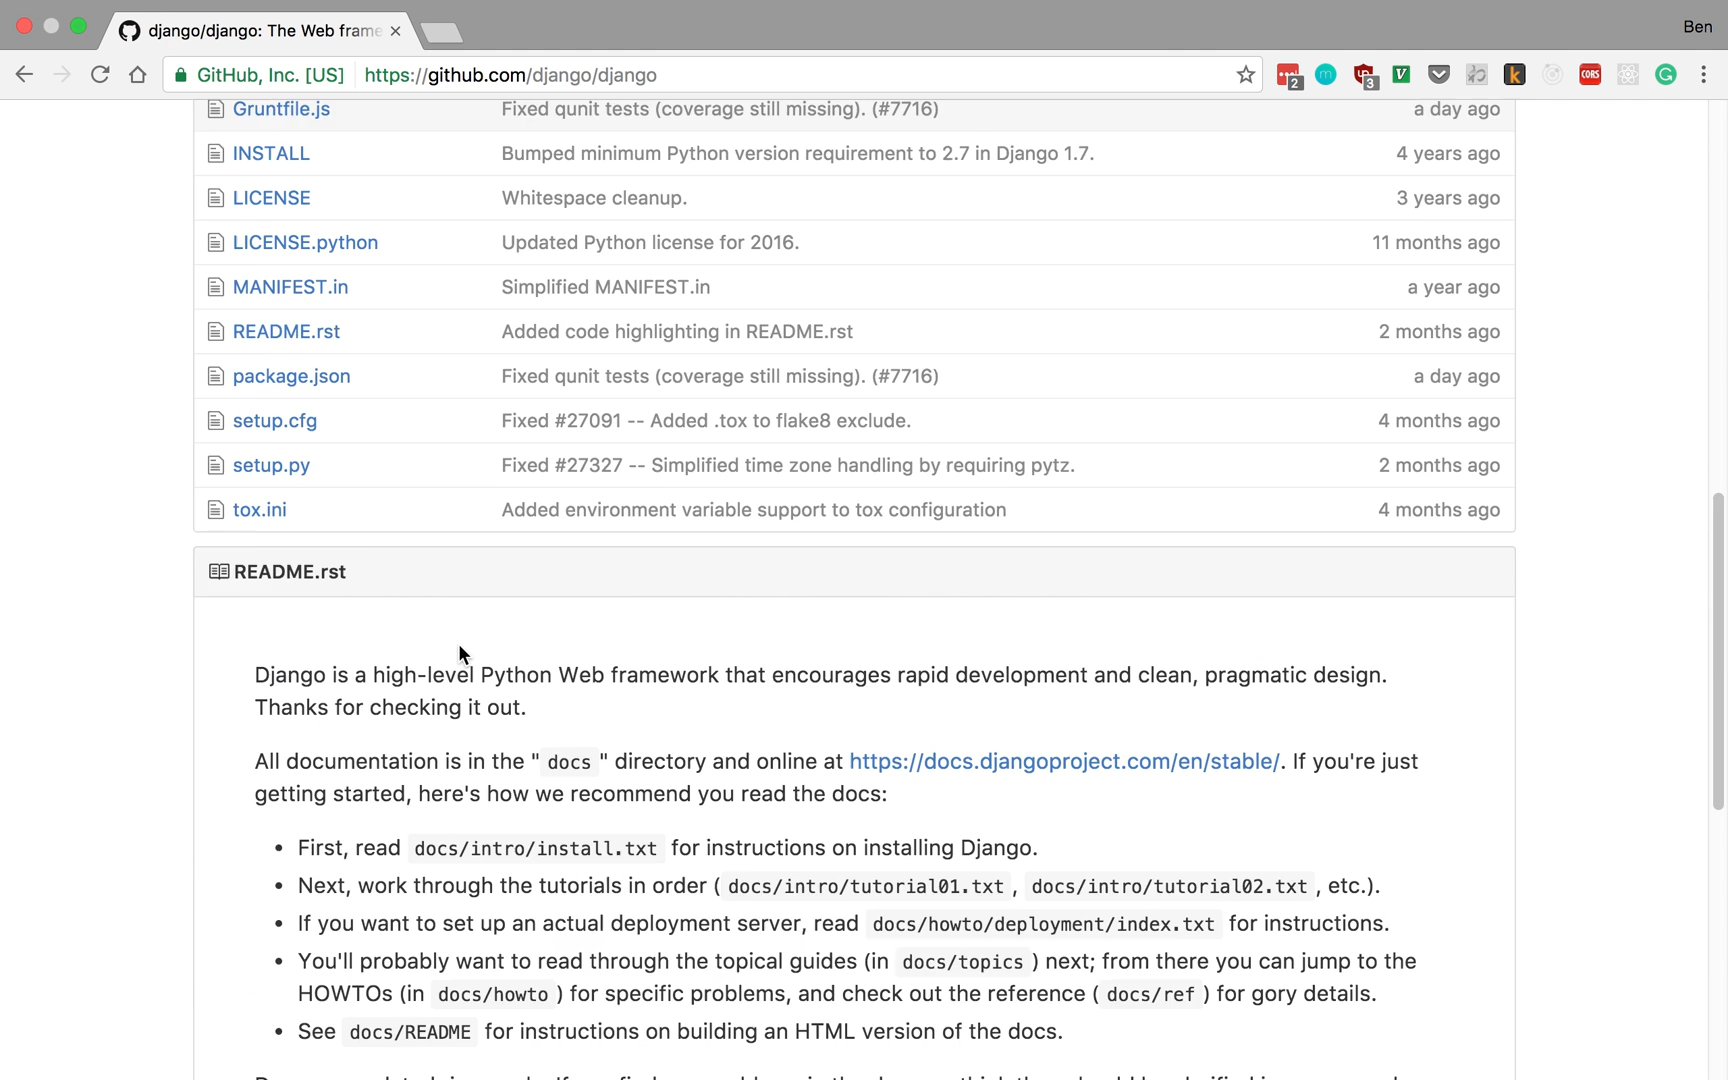 django/django: The Web frame
Ben
GitHub, Inc. [US] https://github.com/django/django
2
m
3
V
k
CORS
G
Gruntfile.js Fixed qunit tests (coverage still missing). (#7716) a day ago
INSTALL Bumped minimum Python version requirement to 2.7 in Django 1.7. 4 years ago
LICENSE Whitespace cleanup. 3 years ago
LICENSE.python Updated Python license for 2016. 11 months ago
MANIFEST.in Simplified MANIFEST.in a year ago
README.rst Added code highlighting in README.rst 2 months ago
package.json Fixed qunit tests (coverage still missing). (#7716) a day ago
setup.cfg Fixed #27091 -- Added .tox to flake8 exclude. 4 months ago
setup.py Fixed #27327 -- Simplified time zone handling by requiring pytz. 2 months ago
tox.ini Added environment variable support to tox configuration 4 months ago
README.rst
Django is a high-level Python Web framework that encourages rapid development and clean, pragmatic design.
Thanks for checking it out.
All documentation is in the "docs" directory and online at https://docs.djangoproject.com/en/stable/. If you're just
getting started, here's how we recommend you read the docs:
• First, read docs/intro/install.txt for instructions on installing Django.
• Next, work through the tutorials in order (docs/intro/tutorial01.txt, docs/intro/tutorial02.txt, etc.).
• If you want to set up an actual deployment server, read docs/howto/deployment/index.txt for instructions.
• You'll probably want to read through the topical guides (in docs/topics) next; from there you can jump to the
HOWTOs (in docs/howto) for specific problems, and check out the reference (docs/ref) for gory details.
• See docs/README for instructions on building an HTML version of the docs.